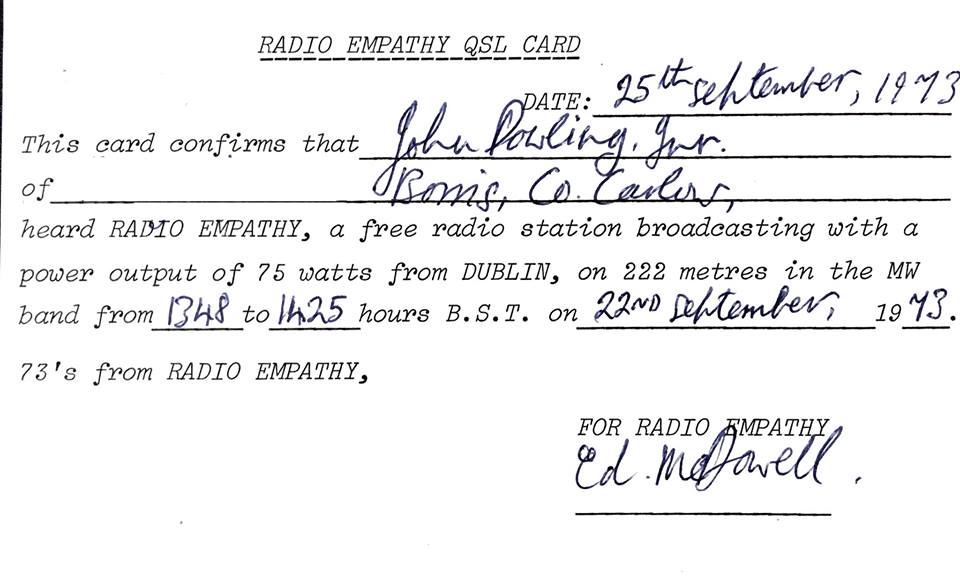 RADIO EMPATHY QSL CARD
DATE: 25th September, 1973
This card confirms that John Dowling, Jnr.
of Borris, Co. Carlow,
heard RADIO EMPATHY, a free radio station broadcasting with a
power output of 75 watts from DUBLIN, on 222 metres in the MW
band from 1348 to 1425 hours B.S.T. on 22ND September, 1973.
73's from RADIO EMPATHY,
FOR RADIO EMPATHY
Ed. McDowell.